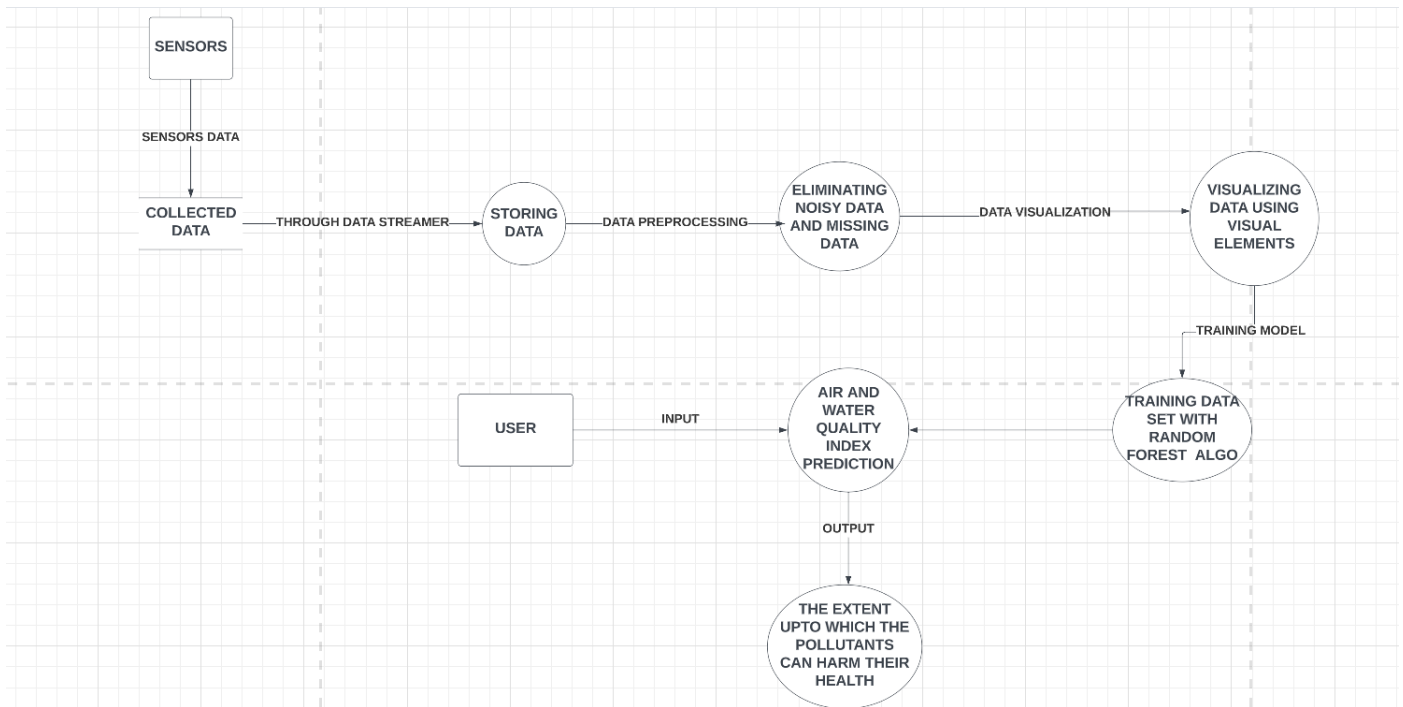 SENSORS
SENSORS DATA
COLLECTED
DATA
THROUGH DATA STREAMER
STORING
DATA
DATA PREPROCESSING
ELIMINATING
NOISY DATA
AND MISSING
DATA
DATA VISUALIZATION
VISUALIZING
DATA USING
VISUAL
ELEMENTS
TRAINING MODEL
TRAINING DATA
SET WITH
RANDOM
FOREST ALGO
USER
INPUT
AIR AND
WATER
QUALITY
INDEX
PREDICTION
OUTPUT
THE EXTENT
UPTO WHICH THE
POLLUTANTS
CAN HARM THEIR
HEALTH